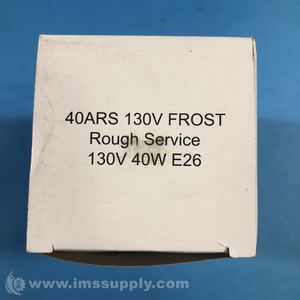 40ARS 130V FROST
Rough Service
130V 40W E26
© www.imssupply.com